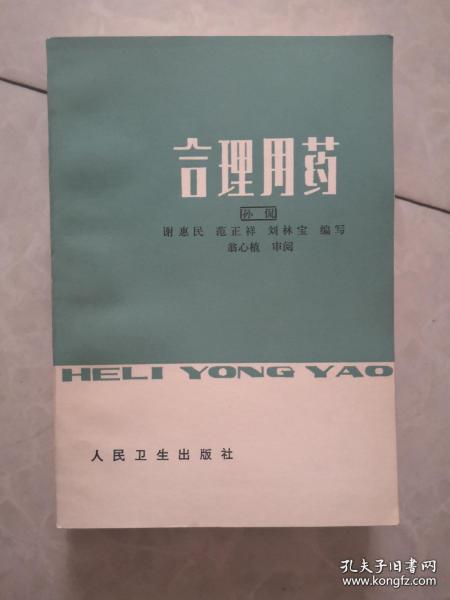 合理用药
孙侃
谢惠民 范正祥 刘林宝 编写
翁心植 审阅
HELI YONG YAO
人民卫生出版社
孔夫子旧书网
www.kongfz.com